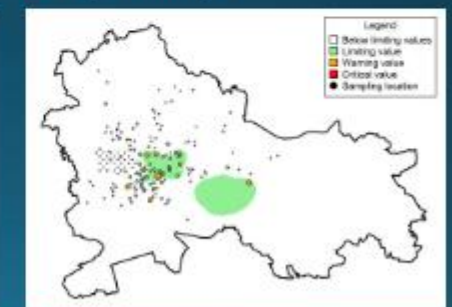 Legend
Below limiting values
Limiting value
Warning value
Critical value
Sampling location